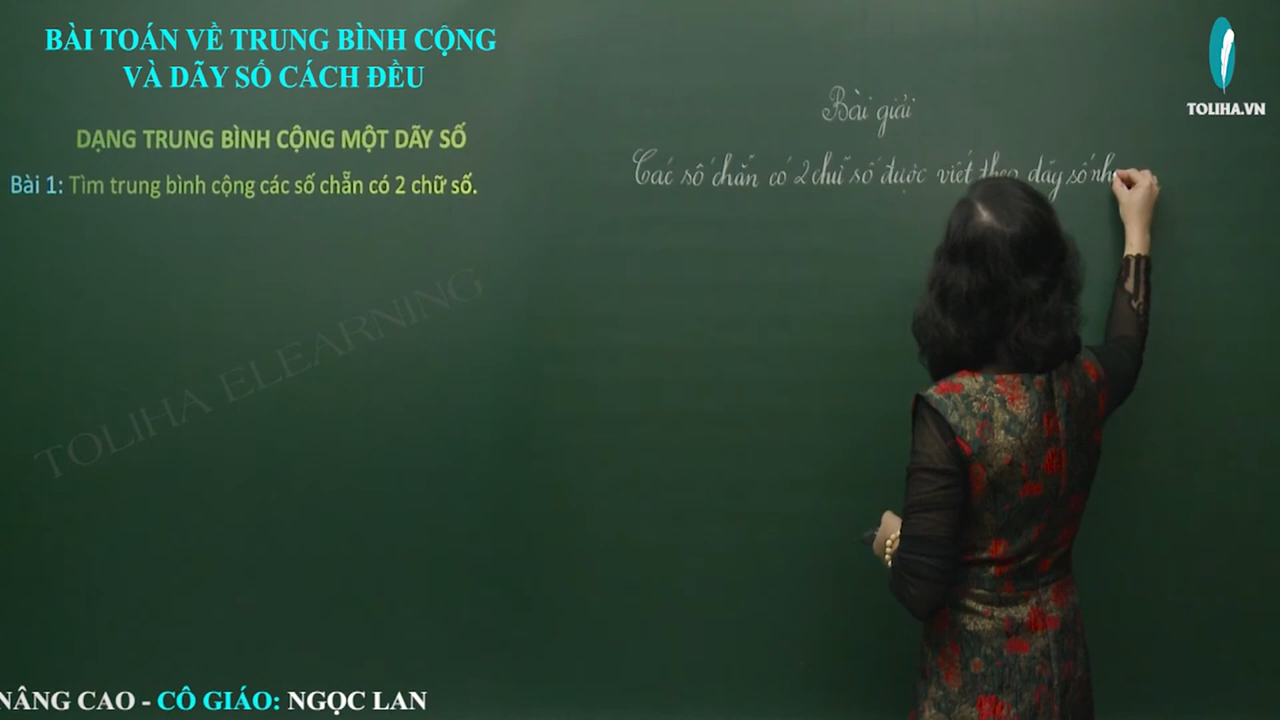 BÀI TOÁN VỀ TRUNG BÌNH CỘNG
VÀ DÃY SỐ CÁCH ĐỀU
DẠNG TRUNG BÌNH CỘNG MỘT DÃY SỐ
Bài 1: Tìm trung bình cộng các số chẵn có 2 chữ số.
TOLIHA.VN
Bài giải
Các số chẵn có 2 chữ số được viết theo dãy số nh
TOLIHA ELEARNING
NÂNG CAO - CÔ GIÁO: NGỌC LAN